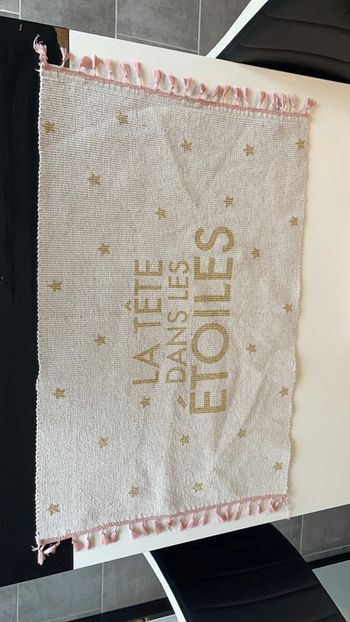 LA TÊTE
DANS LES
ÉTOILES